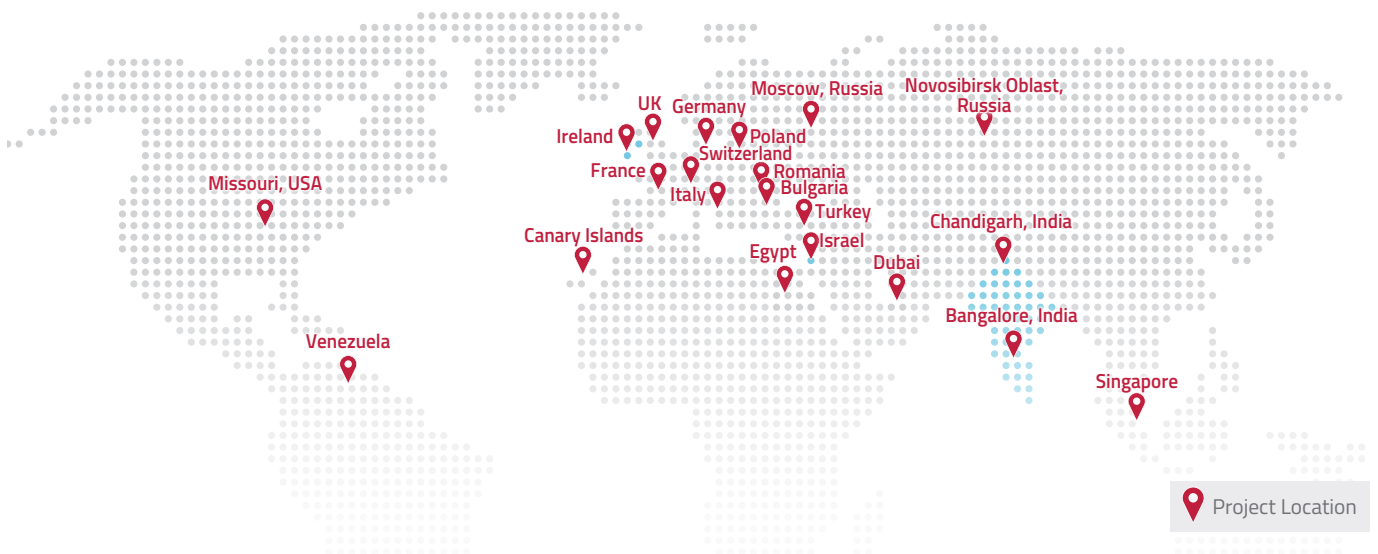 Moscow, Russia
Novosibirsk Oblast,
Russia
UK
Germany
Ireland
Poland
Switzerland
France
Romania
Missouri, USA
Bulgaria
Italy
Turkey
Chandigarh, India
Canary Islands
Israel
Egypt
Dubai
Bangalore, India
Venezuela
Singapore
Project Location